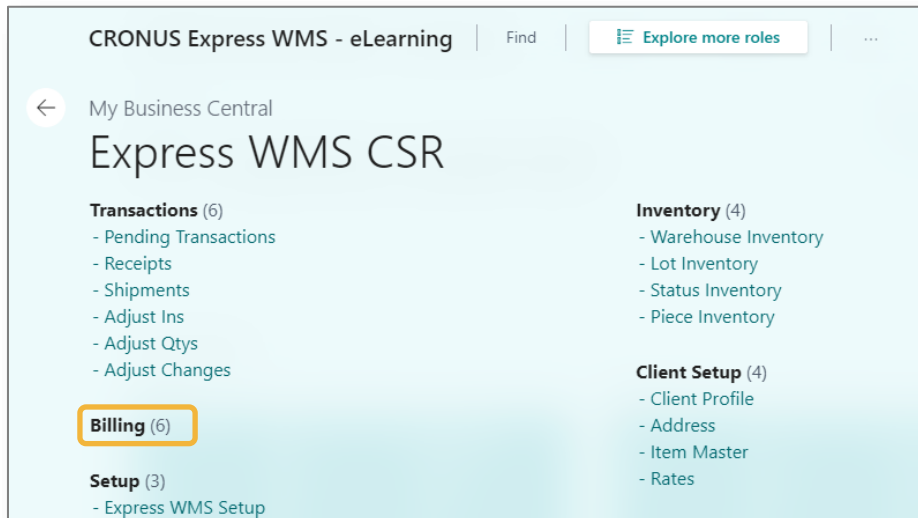 CRONUS Express WMS - eLearning
Find
Explore more roles
...
My Business Central
Express WMS CSR
Transactions (6)
- Pending Transactions
- Receipts
- Shipments
- Adjust Ins
- Adjust Qtys
- Adjust Changes
Billing (6)
Setup (3)
- Express WMS Setup
Inventory (4)
- Warehouse Inventory
- Lot Inventory
- Status Inventory
- Piece Inventory
Client Setup (4)
- Client Profile
- Address
- Item Master
- Rates